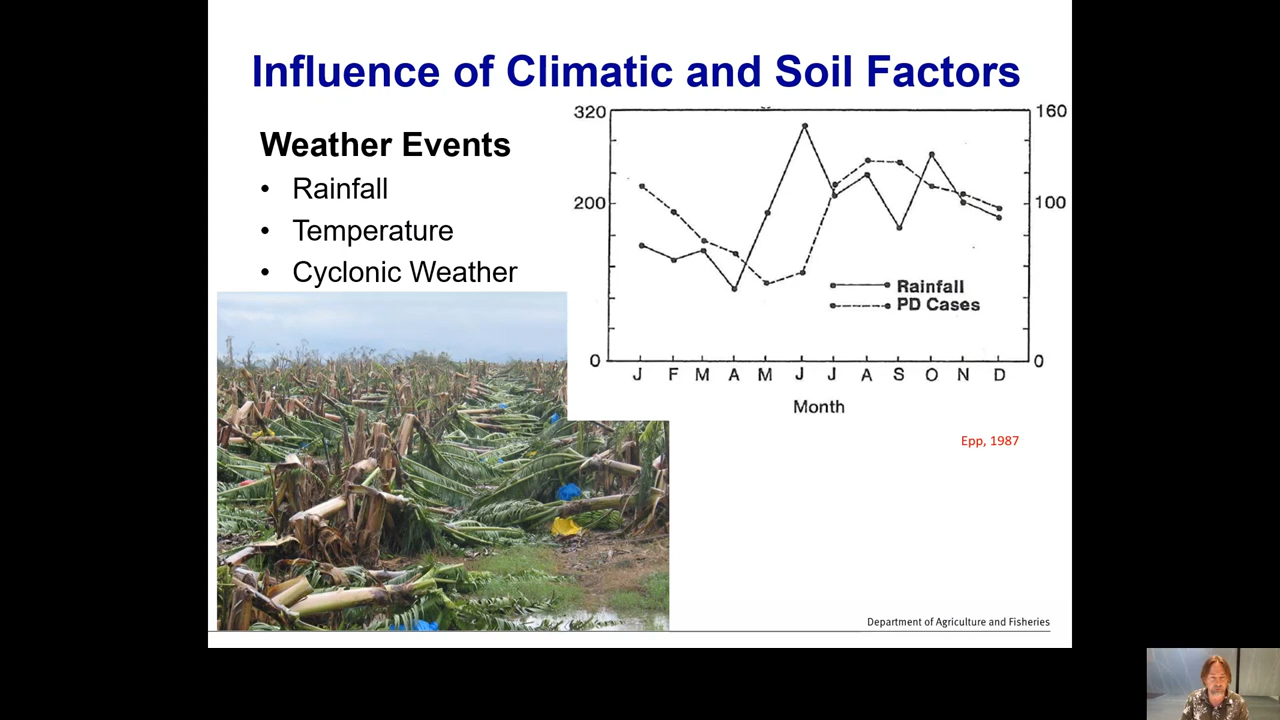 Influence of Climatic and Soil Factors
Weather Events
• Rainfall
• Temperature
• Cyclonic Weather
320
200
0
160
100
0
Rainfall
PD Cases
J F M A M J J A S O N D
Month
Epp, 1987
Department of Agriculture and Fisheries